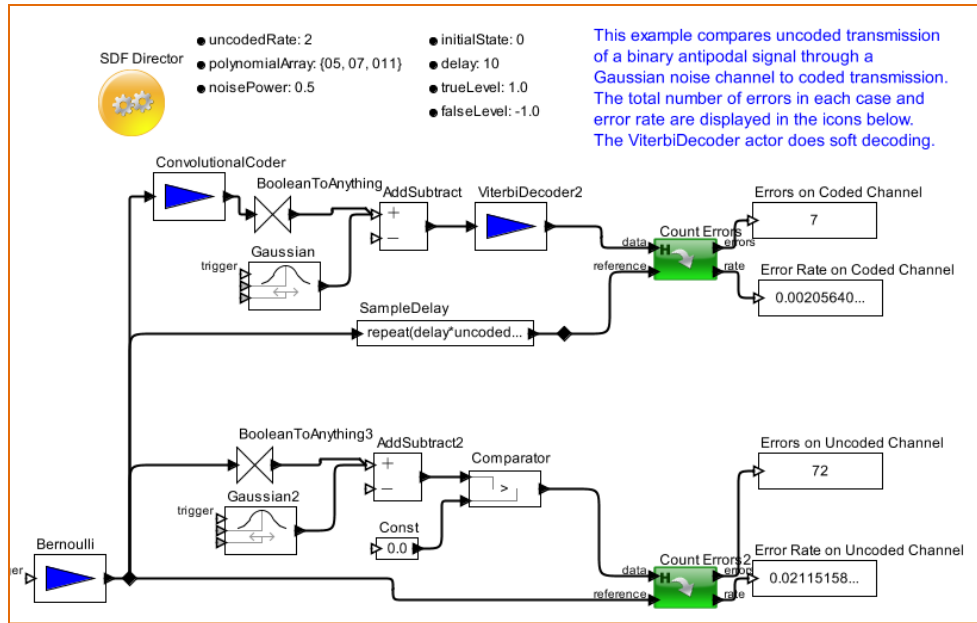 SDF Director
uncodedRate: 2
polynomialArray: {05, 07, 011}
noisePower: 0.5
initialState: 0
delay: 10
trueLevel: 1.0
falseLevel: -1.0
This example compares uncoded transmission
of a binary antipodal signal through a
Gaussian noise channel to coded transmission.
The total number of errors in each case and
error rate are displayed in the icons below.
The ViterbiDecoder actor does soft decoding.
ConvolutionalCoder
BooleanToAnything
AddSubtract
+
−
ViterbiDecoder2
Gaussian
trigger
data
reference
Count Errors
H
errors
rate
Errors on Coded Channel
7
Error Rate on Coded Channel
0.00205640...
SampleDelay
repeat(delay*uncoded...
BooleanToAnything3
AddSubtract2
+
−
Comparator
>
Gaussian2
trigger
Const
0.0
Errors on Uncoded Channel
72
Bernoulli
ger
data
reference
Count Errors2
H
errors
rate
Error Rate on Uncoded Channel
0.02115158...